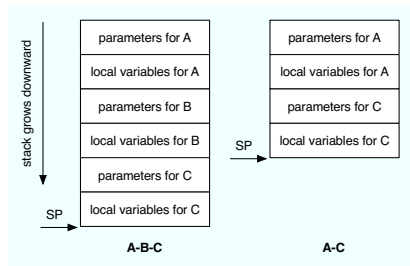 stack grows downward
parameters for A
local variables for A
parameters for B
local variables for B
parameters for C
local variables for C
SP
A-B-C
parameters for A
local variables for A
parameters for C
local variables for C
SP
A-C